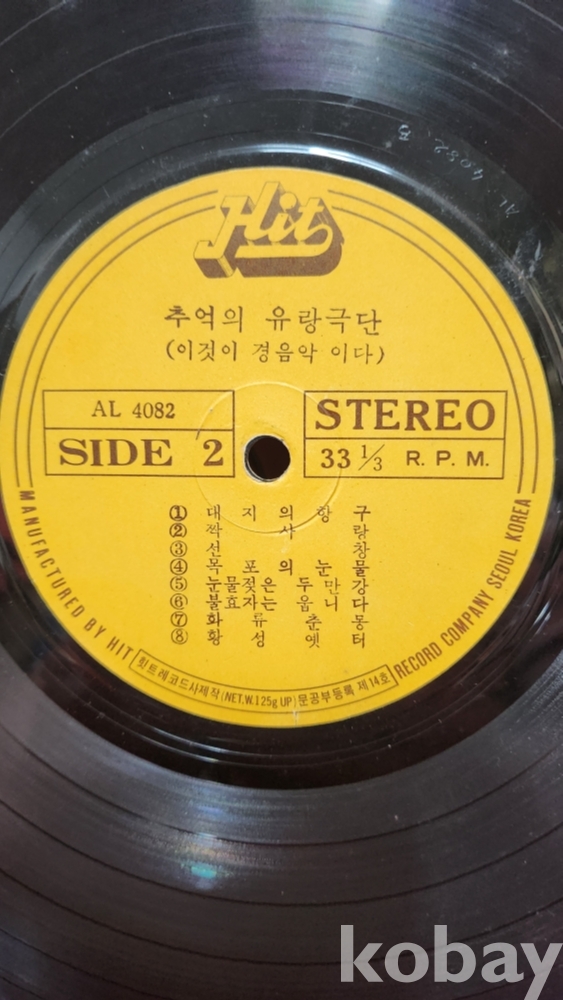 AL 4082 B
Hit
추억의 유랑극단
(이것이 경음악 이다)
AL 4082
SIDE 2
STEREO
33 1/3 R. P. M.
① 대지의항구
② 짝사랑
③ 선창
④ 목포의눈물
⑤ 눈물젖은두만강
⑥ 불효자는웁니다
⑦ 화류춘몽
⑧ 황성옛터
MANUFACTURED BY HIT RECORD COMPANY SEOUL KOREA
힛트레코드사제작(NET,W.125g UP)문공부등록 제14호
kobay